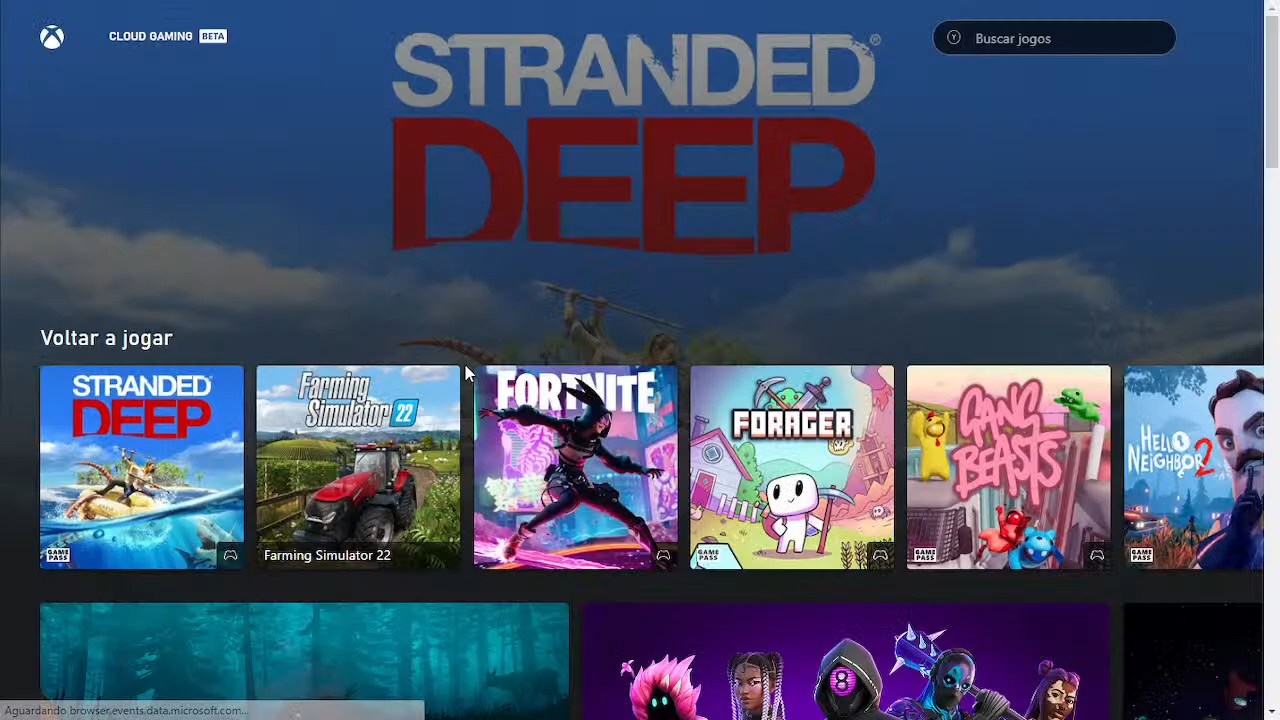 CLOUD GAMING BETA
Y Buscar jogos
STRANDED
DEEP
Voltar a jogar
STRANDED
DEEP
GAME
PASS
Farming
Simulator 22
Farming Simulator 22
FORTNITE
FORAGER
GAME
PASS
GANG
BEASTS
GAME
PASS
HELLO
NEIGHBOR 2
GAME
PASS
8
Aguardando browser.events.data.microsoft.com...